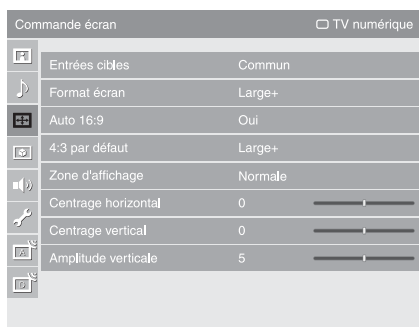 Commande écran TV numérique
Entrées cibles Commun
Format écran Large+
Auto 16:9 Oui
4:3 par défaut Large+
Zone d'affichage Normale
Centrage horizontal 0
Centrage vertical 0
Amplitude verticale 5